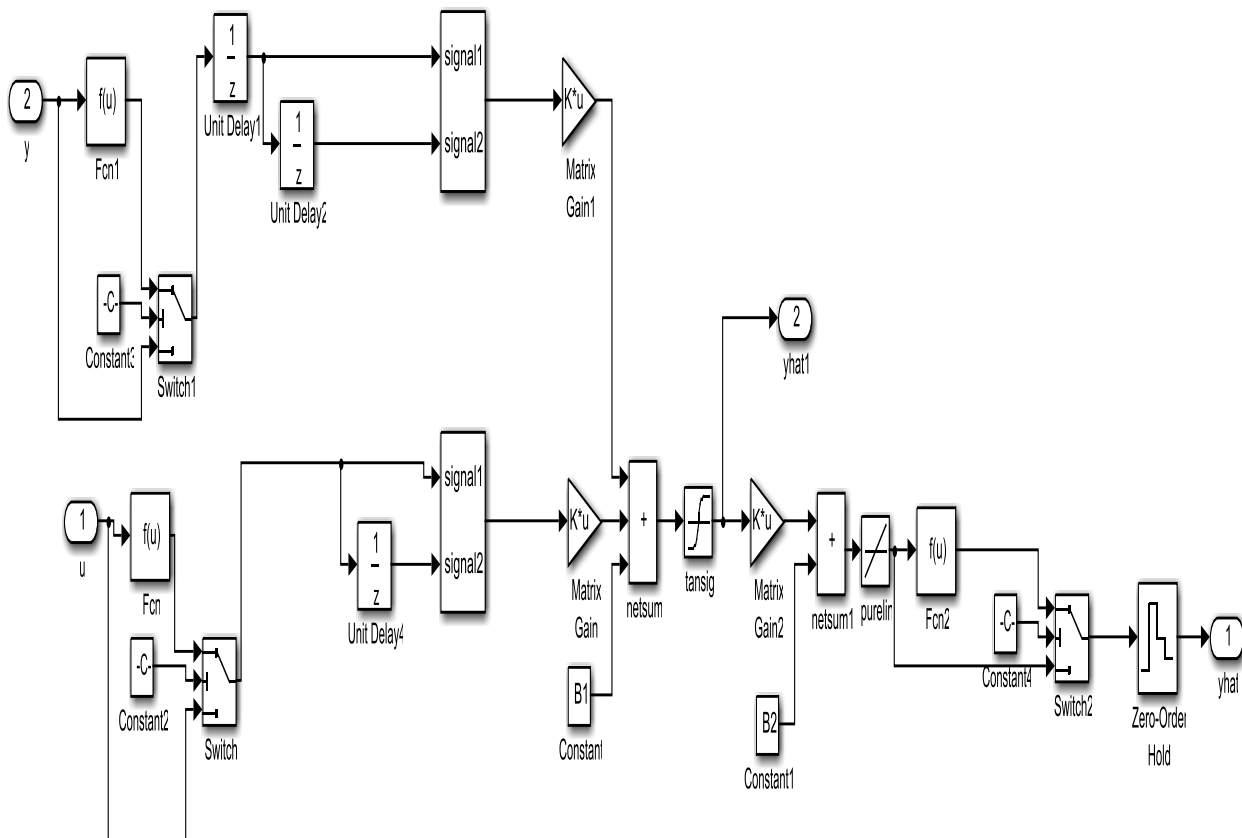 1
z
Unit Delay1
signal1
signal2
2
y
f(u)
Fcn1
1
z
Unit Delay2
K*u
Matrix
Gain1
-C-
Constant3
Switch1
2
yhat1
signal1
signal2
1
u
f(u)
Fcn
1
z
Unit Delay4
K*u
Matrix
Gain
+
netsum
tansig
K*u
Matrix
Gain2
+
netsum1
purelin
f(u)
Fcn2
-C-
Constant2
Switch
B1
Constant
B2
Constant1
-C-
Constant4
Switch2
Zero-Order
Hold
1
yhat